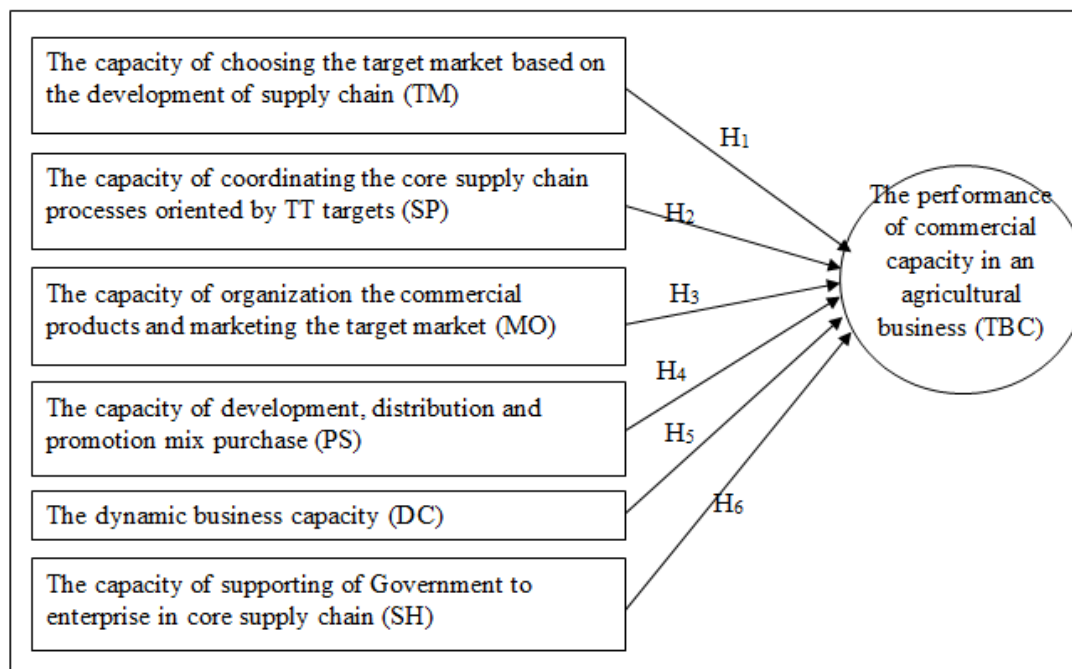 The capacity of choosing the target market based on
the development of supply chain (TM)
H1
The capacity of coordinating the core supply chain
processes oriented by TT targets (SP)
H2
The performance
of commercial
capacity in an
agricultural
business (TBC)
The capacity of organization the commercial
products and marketing the target market (MO)
H3
The capacity of development, distribution and
promotion mix purchase (PS)
H4
H5
The dynamic business capacity (DC)
H6
The capacity of supporting of Government to
enterprise in core supply chain (SH)